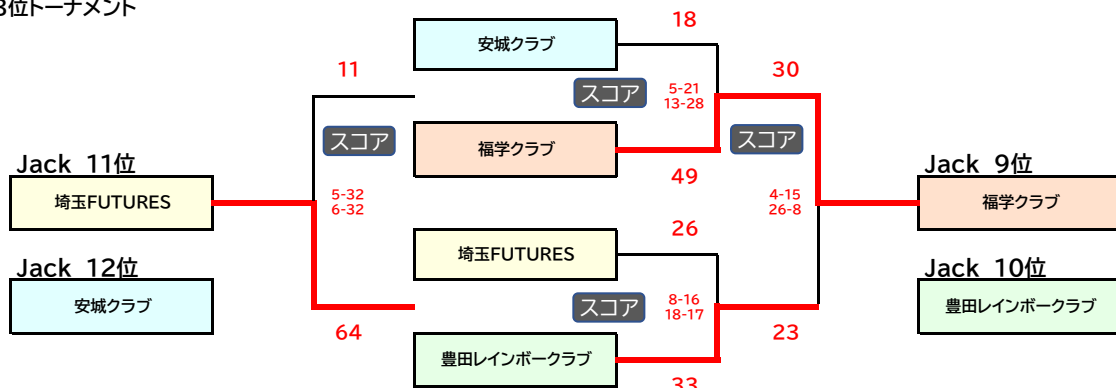 3位トーナメント
18
安城クラブ
11
30
スコア
5-21
13-28
スコア
福学クラブ
スコア
Jack 11位
49
Jack 9位
埼玉FUTURES
5-32
6-32
4-15
26-8
福学クラブ
26
埼玉FUTURES
Jack 12位
Jack 10位
安城クラブ
スコア
8-16
18-17
豊田レインボークラブ
64
23
豊田レインボークラブ
33